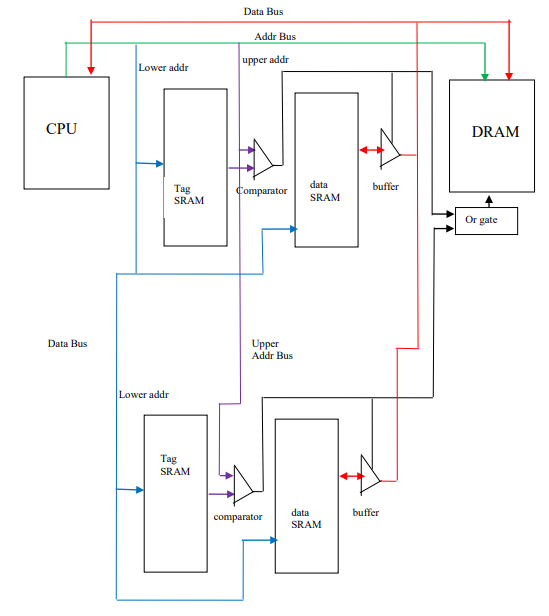 Data Bus
Addr Bus
Lower addr
upper addr
CPU
DRAM
Tag
SRAM
Comparator
data
SRAM
buffer
Or gate
Data Bus
Upper
Addr Bus
Lower addr
Tag
SRAM
comparator
data
SRAM
buffer